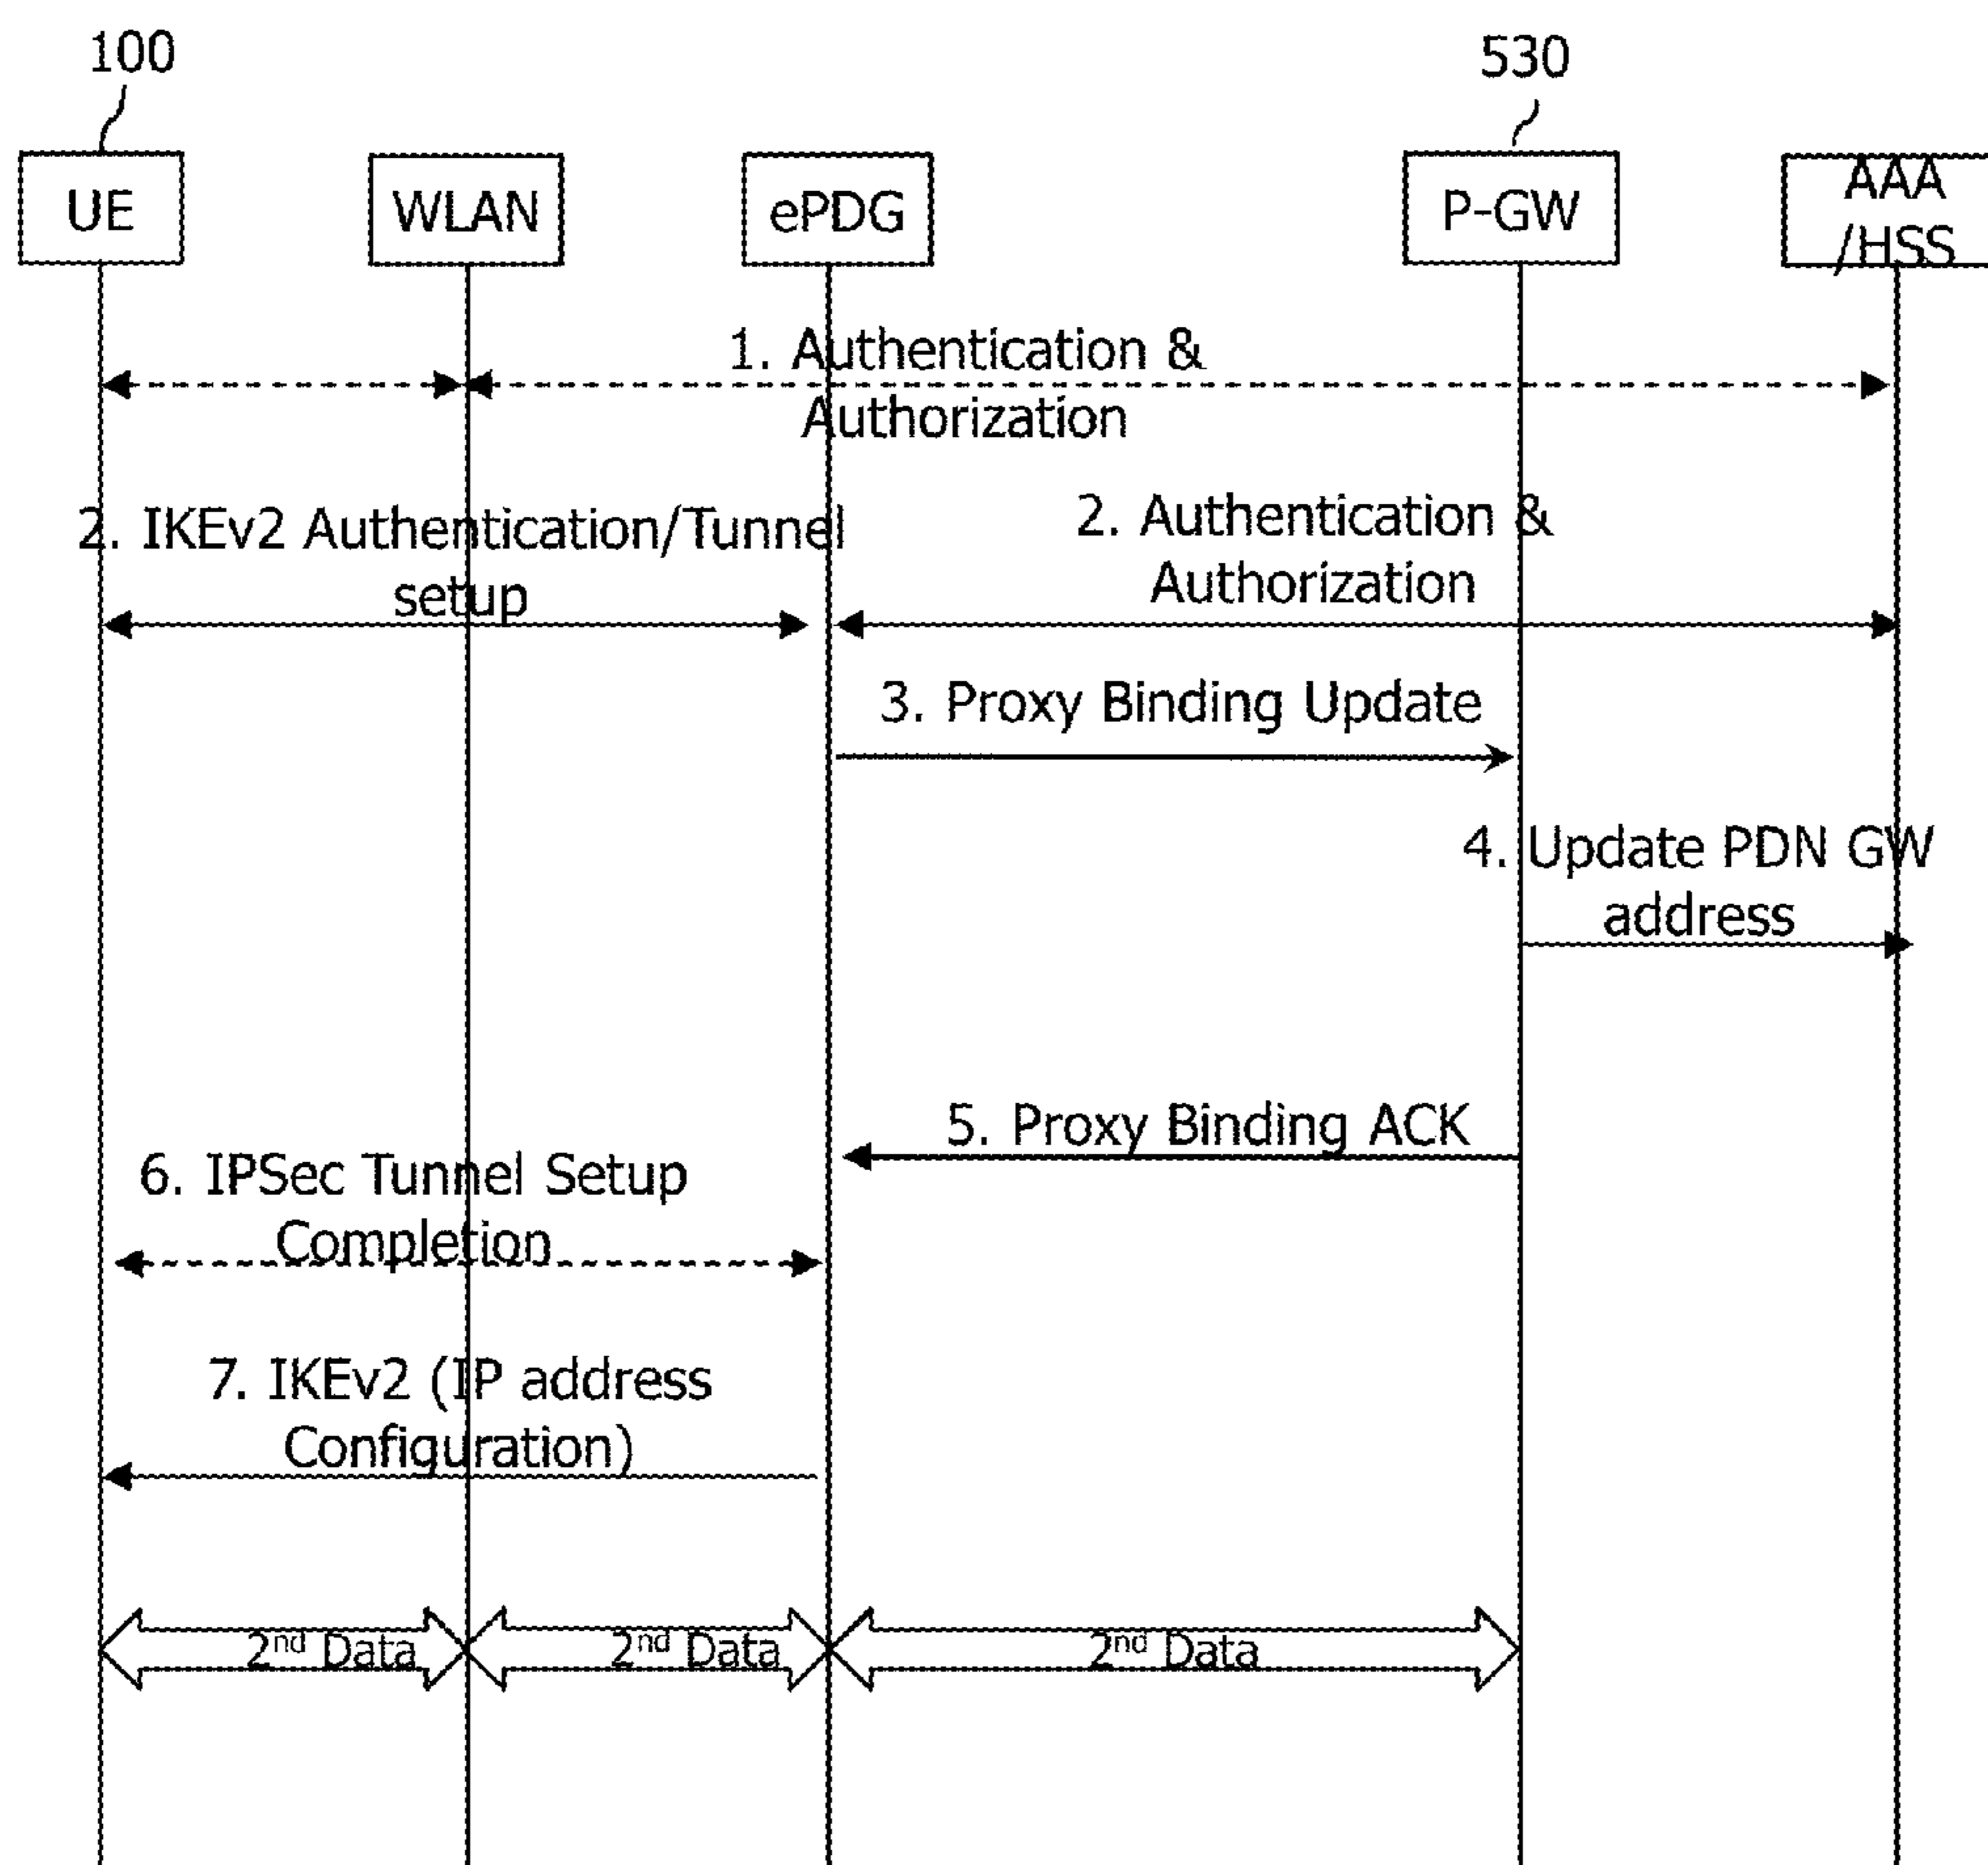 100
530
UE
WLAN
ePDG
P-GW
AAA
/HSS
1. Authentication &
Authorization
2. IKEv2 Authentication/Tunnel
setup
2. Authentication &
Authorization
3. Proxy Binding Update
4. Update PDN GW
address
5. Proxy Binding ACK
6. IPSec Tunnel Setup
Completion
7. IKEv2 (IP address
Configuration)
2nd Data
2nd Data
2nd Data